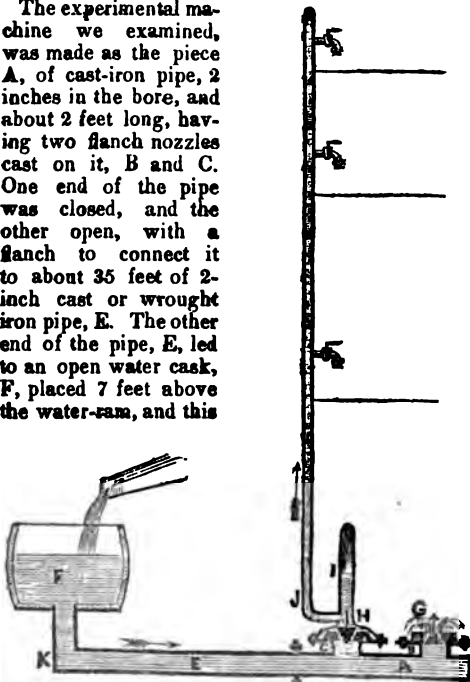 The experimental ma-
chine we examined,
was made as the piece
A, of cast-iron pipe, 2
inches in the bore, and
about 2 feet long, hav-
ing two flanch nozzles
cast on it, B and C.
One end of the pipe
was closed, and the
other open, with a
flanch to connect it
to about 35 feet of 2-
inch cast or wrought
iron pipe, E. The other
end of the pipe, E, led
to an open water cask,
F, placed 7 feet above
the water-ram, and this
F
I
J
H
G
K
E
A